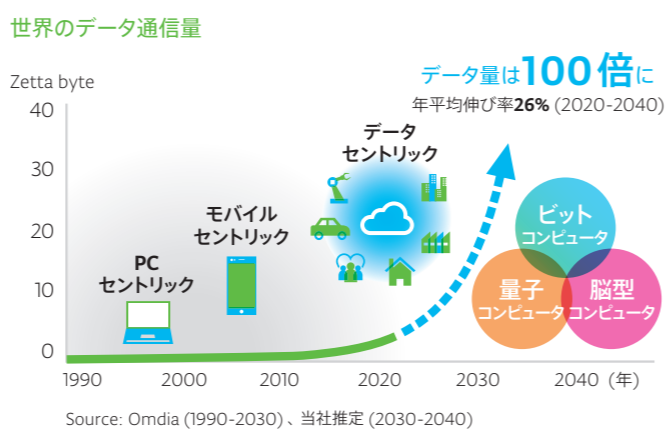 世界のデータ通信量
Zetta byte
データ量は100倍に
年平均伸び率26% (2020-2040)
40
30
20
10
0
データ
セントリック
モバイル
セントリック
PC
セントリック
ビット
コンピュータ
量子
コンピュータ
脳型
コンピュータ
1990 2000 2010 2020 2030 2040 (年)
Source: Omdia (1990-2030) 、当社推定 (2030-2040)